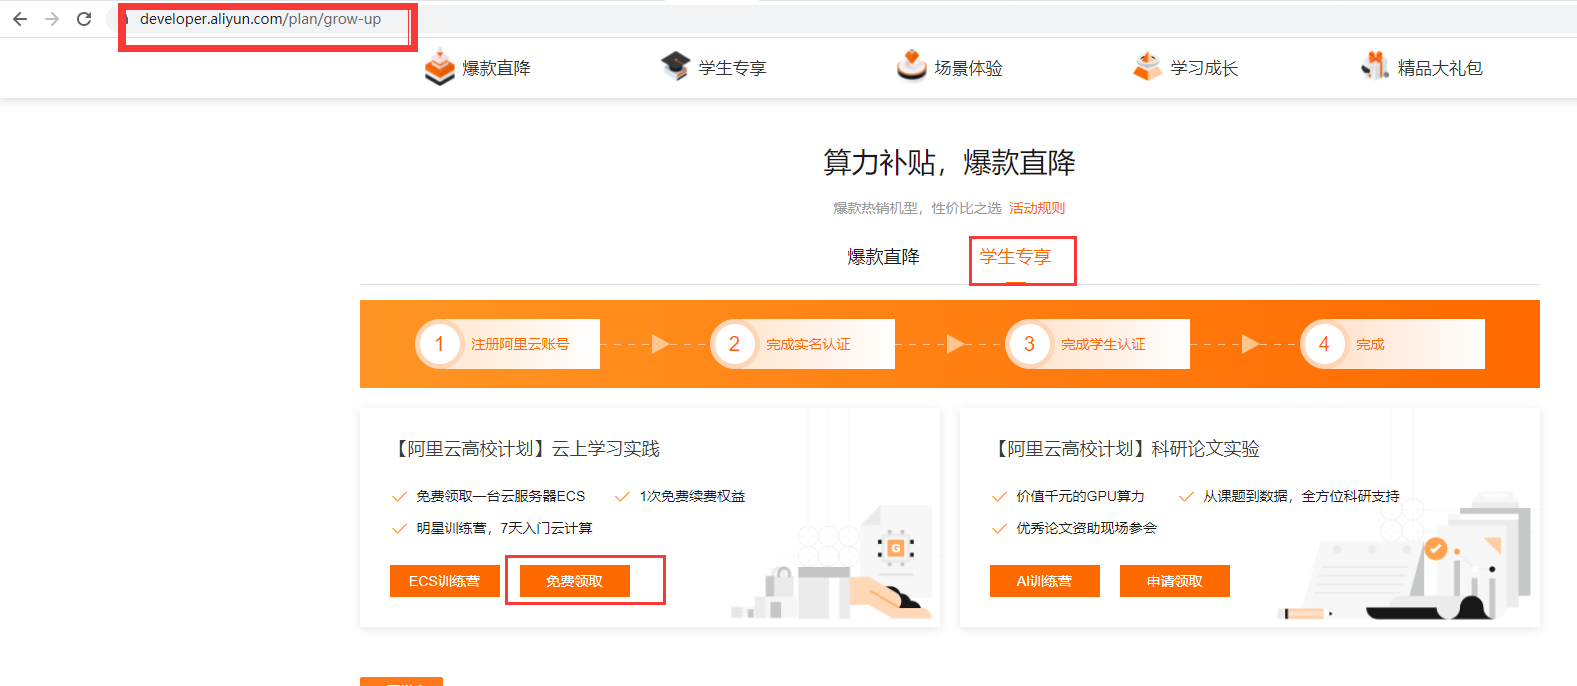 developer.aliyun.com/plan/grow-up
爆款直降
学生专享
场景体验
学习成长
精品大礼包
算力补贴，爆款直降
爆款热销机型，性价比之选 活动规则
爆款直降
学生专享
1 注册阿里云账号
2 完成实名认证
3 完成学生认证
4 完成
【阿里云高校计划】云上学习实践
免费领取一台云服务器ECS
1次免费续费权益
明星训练营，7天入门云计算
ECS训练营
免费领取
G
【阿里云高校计划】科研论文实验
价值千元的GPU算力
从课题到数据，全方位科研支持
优秀论文资助现场参会
AI训练营
申请领取